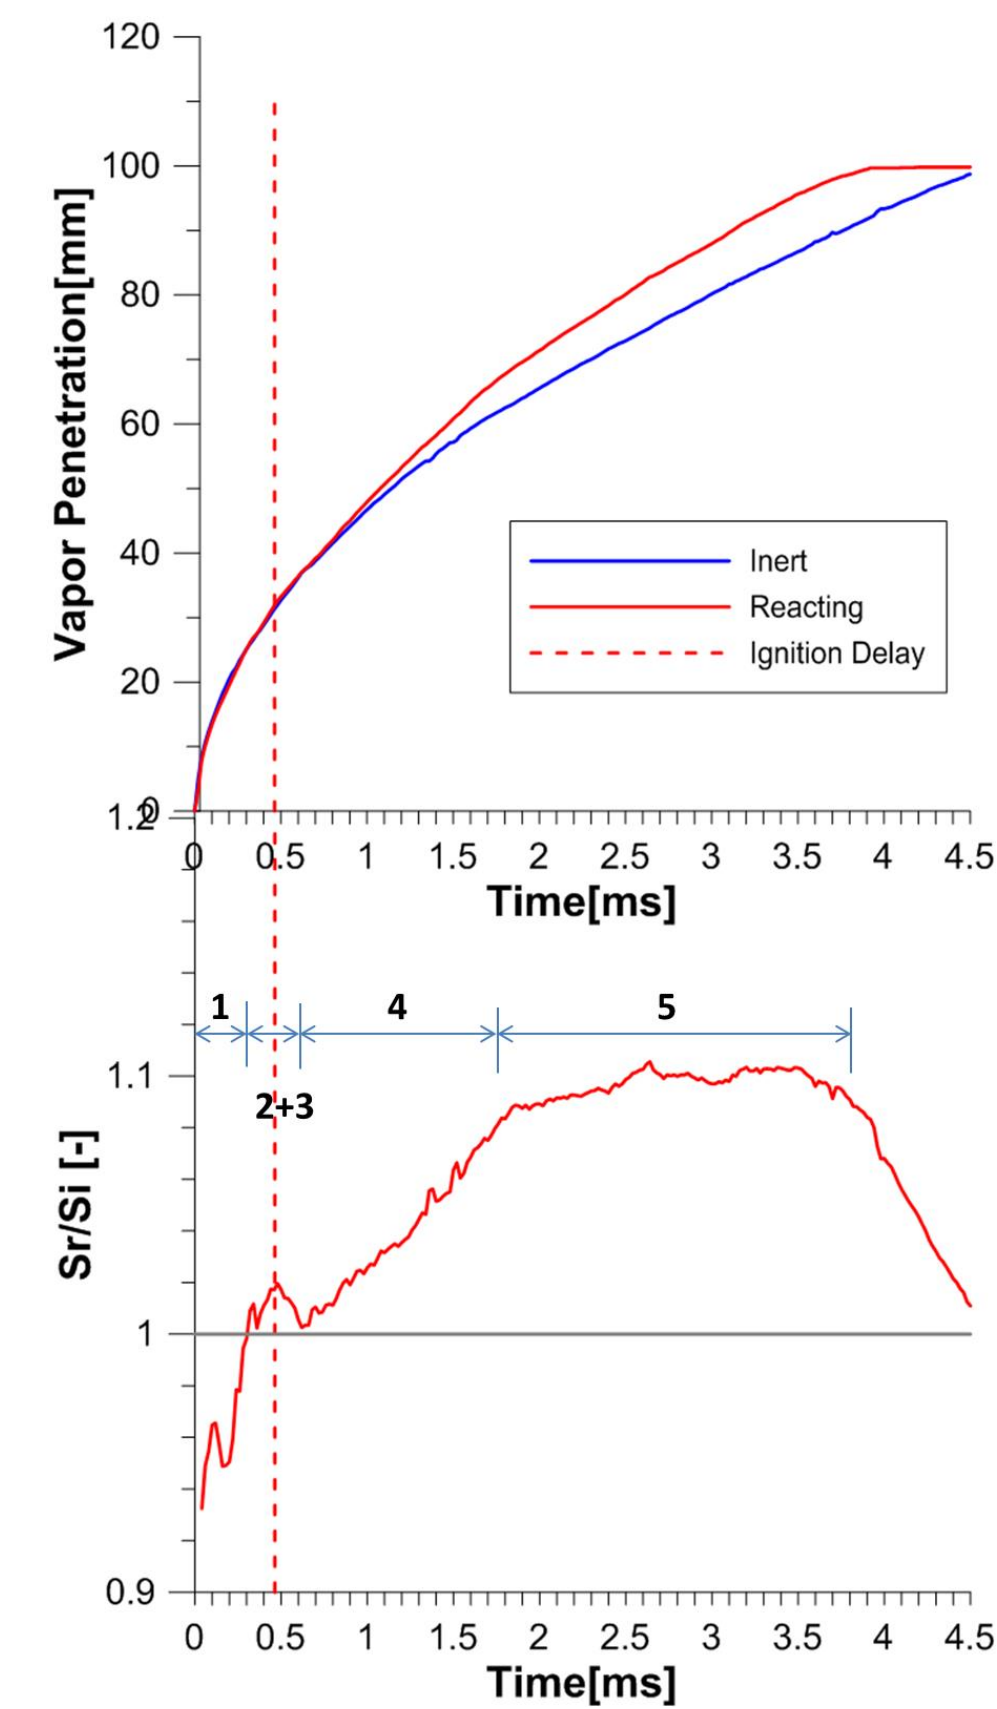 120
100
80
60
40
20
0
Vapor Penetration[mm]
Inert
Reacting
Ignition Delay
0 0.5 1 1.5 2 2.5 3 3.5 4 4.5
Time[ms]
1.2
1.1
1
0.9
Sr/Si [-]
1 4 5
2+3
0 0.5 1 1.5 2 2.5 3 3.5 4 4.5
Time[ms]